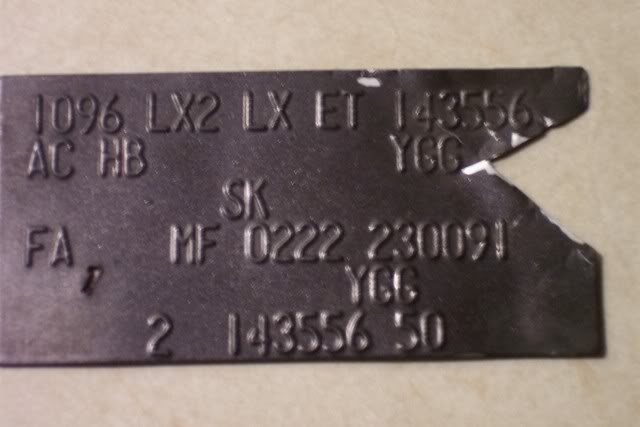 1096 LX2 LX ET 143556
AC HB YGG
SK
FA, MF 0222 230091
YGG
2 143556 50